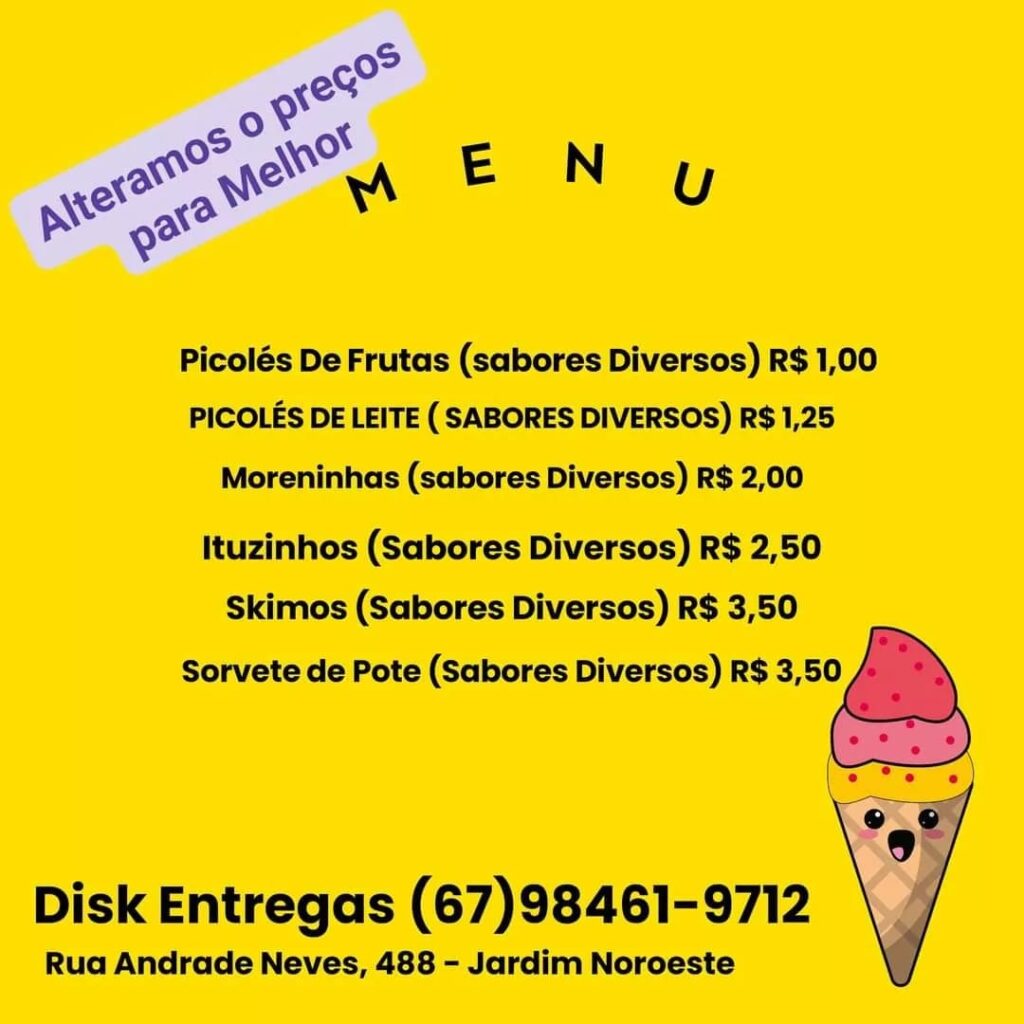 Alteramos o preços
para Melhor
MENU
Picolés De Frutas (sabores Diversos) R$ 1,00
PICOLÉS DE LEITE ( SABORES DIVERSOS) R$ 1,25
Moreninhas (sabores Diversos) R$ 2,00
Ituzinhos (Sabores Diversos) R$ 2,50
Skimos (Sabores Diversos) R$ 3,50
Sorvete de Pote (Sabores Diversos) R$ 3,50
Disk Entregas (67)98461-9712
Rua Andrade Neves, 488 - Jardim Noroeste